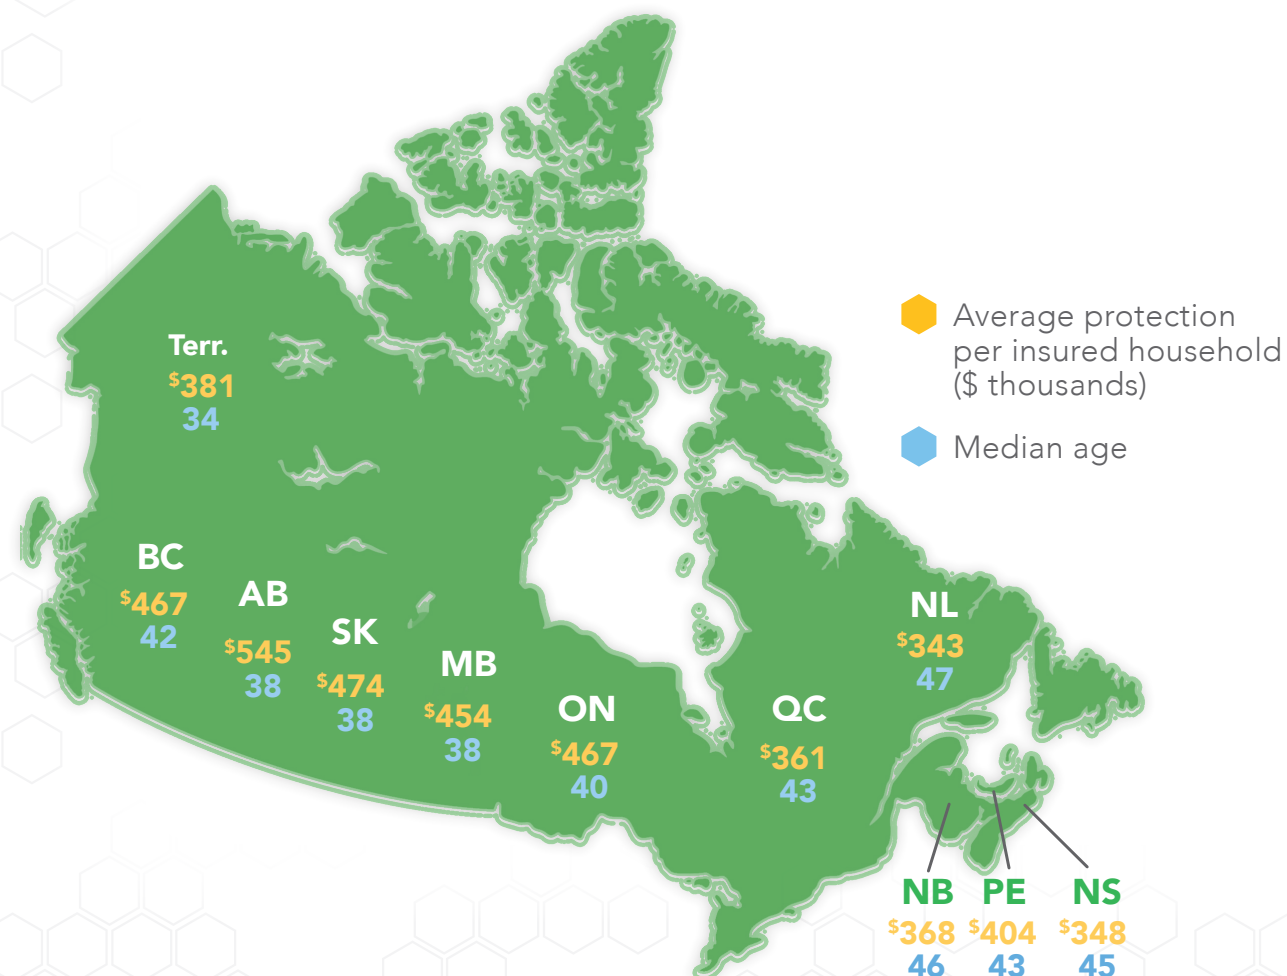 Terr.
$381
34
Average protection
per insured household
($ thousands)
Median age
BC
$467
42
AB
$545
38
SK
$474
38
MB
$454
38
ON
$467
40
QC
$361
43
NL
$343
47
NB
$368
46
PE
$404
43
NS
$348
45